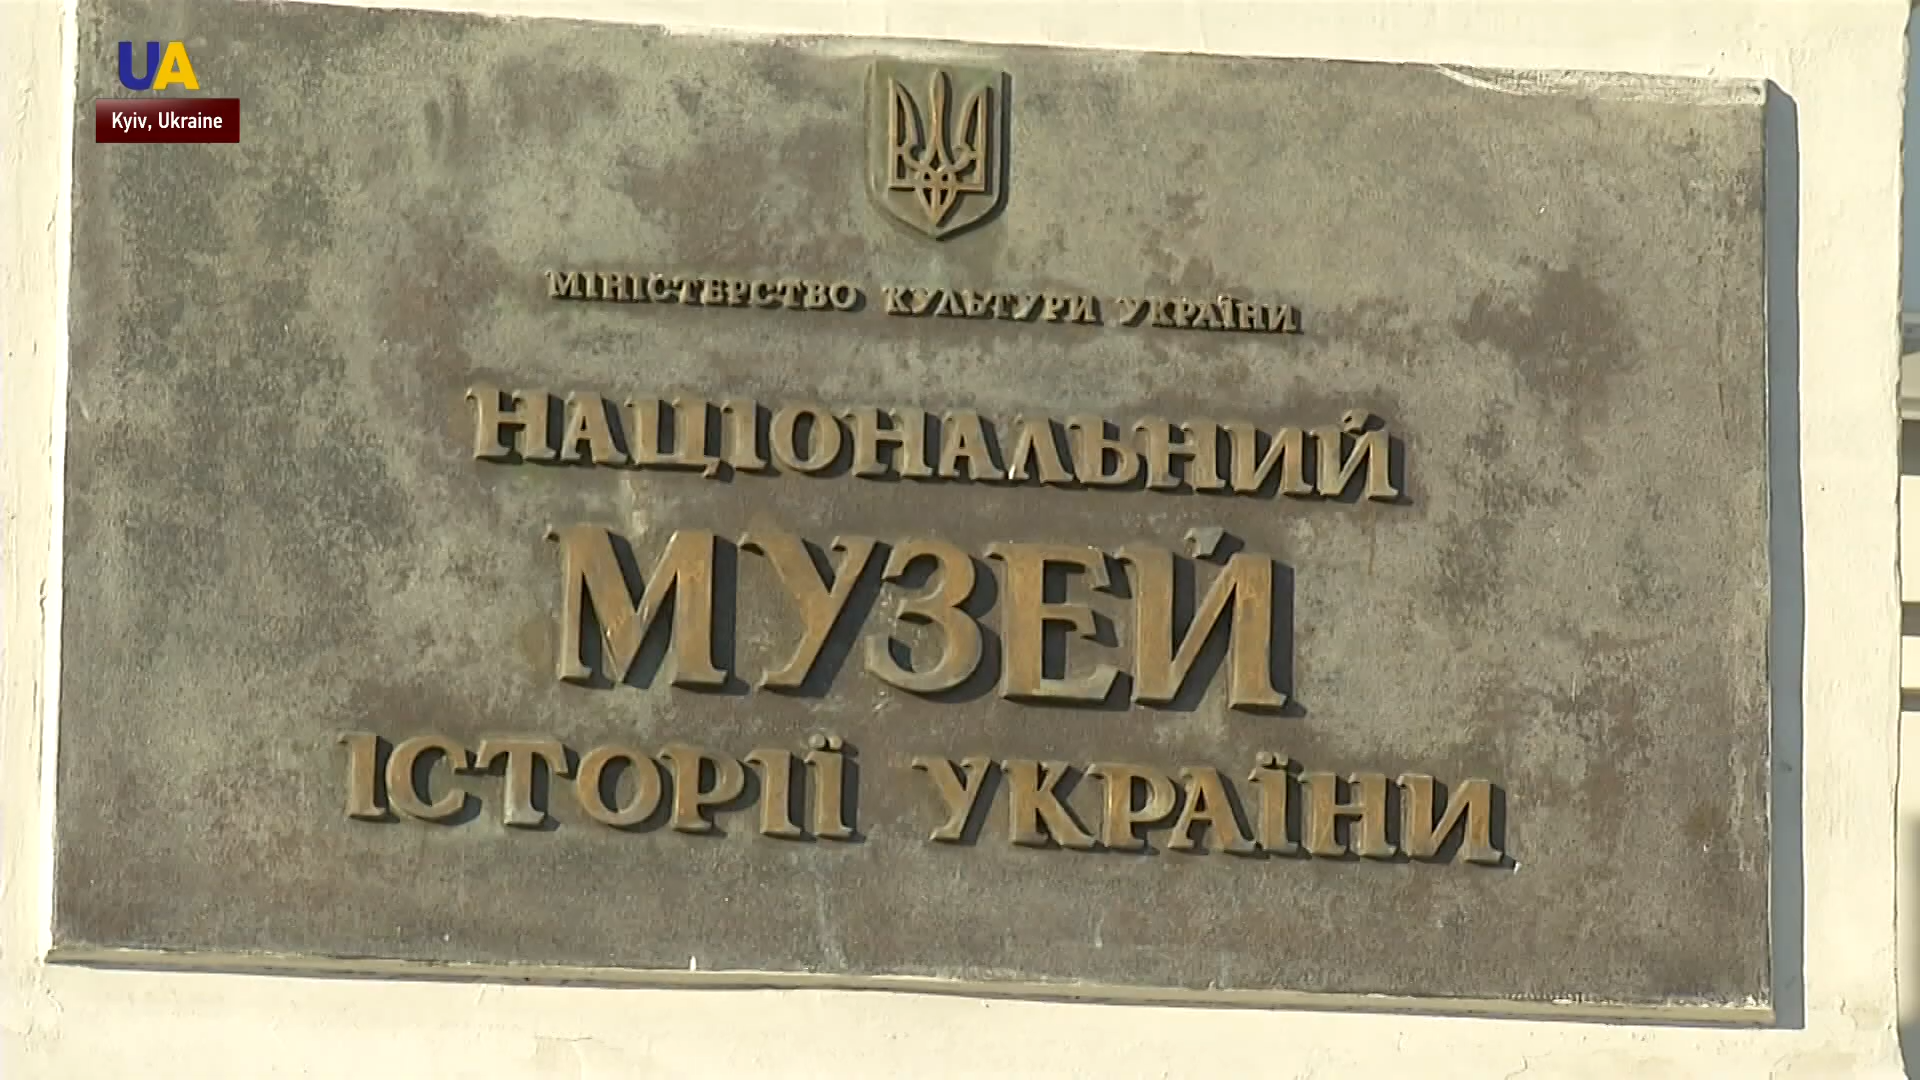 UA
Kyiv, Ukraine
МІНІСТЕРСТВО КУЛЬТУРИ УКРАЇНИ
НАЦІОНАЛЬНИЙ
МУЗЕЙ
ІСТОРІЇ УКРАЇНИ